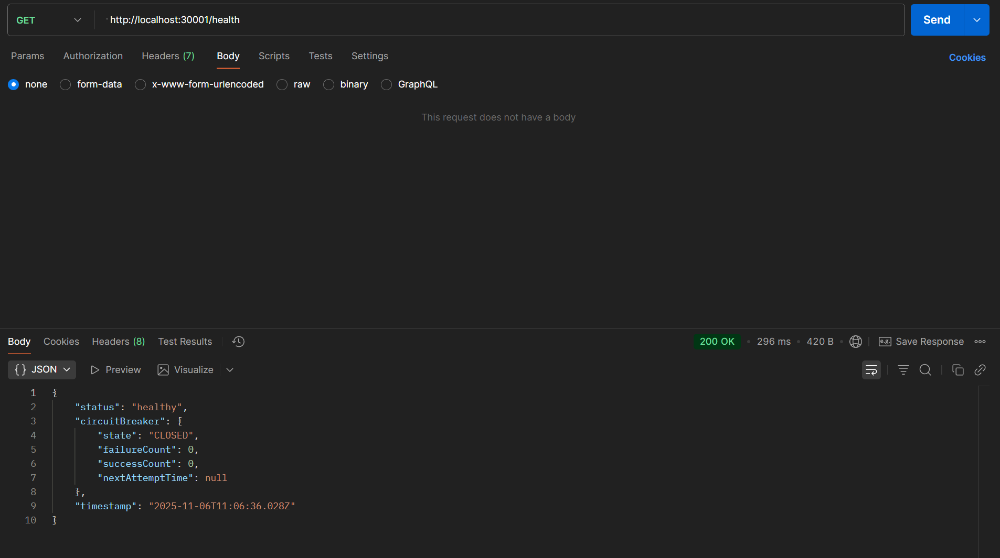 GET http://localhost:30001/health Send
Params Authorization Headers (7) Body Scripts Tests Settings Cookies
none form-data x-www-form-urlencoded raw binary GraphQL
This request does not have a body
Body Cookies Headers (8) Test Results 200 OK • 296 ms • 420 B • e.g. Save Response
{} JSON Preview Visualize
1 {
2 "status": "healthy",
3 "circuitBreaker": {
4 "state": "CLOSED",
5 "failureCount": 0,
6 "successCount": 0,
7 "nextAttemptTime": null
8 },
9 "timestamp": "2025-11-06T11:06:36.028Z"
10 }